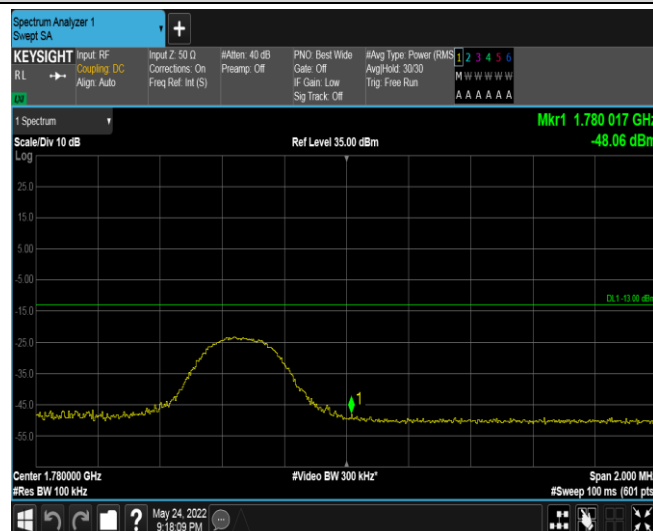 Spectrum Analyzer 1
Swept SA
+
KEYSIGHT
RL
Input: RF
Coupling: DC
Align: Auto
Input Z: 50 Ω
Corrections: On
Freq Ref: Int (S)
#Atten: 40 dB
Preamp: Off
PNO: Best Wide
Gate: Off
IF Gain: Low
Sig Track: Off
#Avg Type: Power (RMS
Avg|Hold: 30/30
Trig: Free Run
1 2 3 4 5 6
M W W W W W
A A A A A A
1 Spectrum
Scale/Div 10 dB
Ref Level 35.00 dBm
Mkr1 1.780 017 GHz
-48.06 dBm
Log
25.0
15.0
5.00
-5.00
-15.0
-25.0
-35.0
-45.0
-55.0
DL1 -13.00 dBm
1
Center 1.780000 GHz
#Video BW 300 kHz*
Span 2.000 MHz
#Res BW 100 kHz
#Sweep 100 ms (601 pts)
?
May 24, 2022
9:18:09 PM